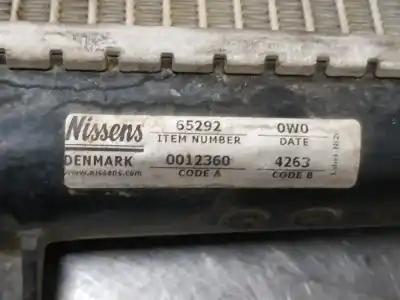 Nissens 65292 0W0
ITEM NUMBER DATE
DENMARK 0012360 4263
www.nissens.com CODE A CODE B